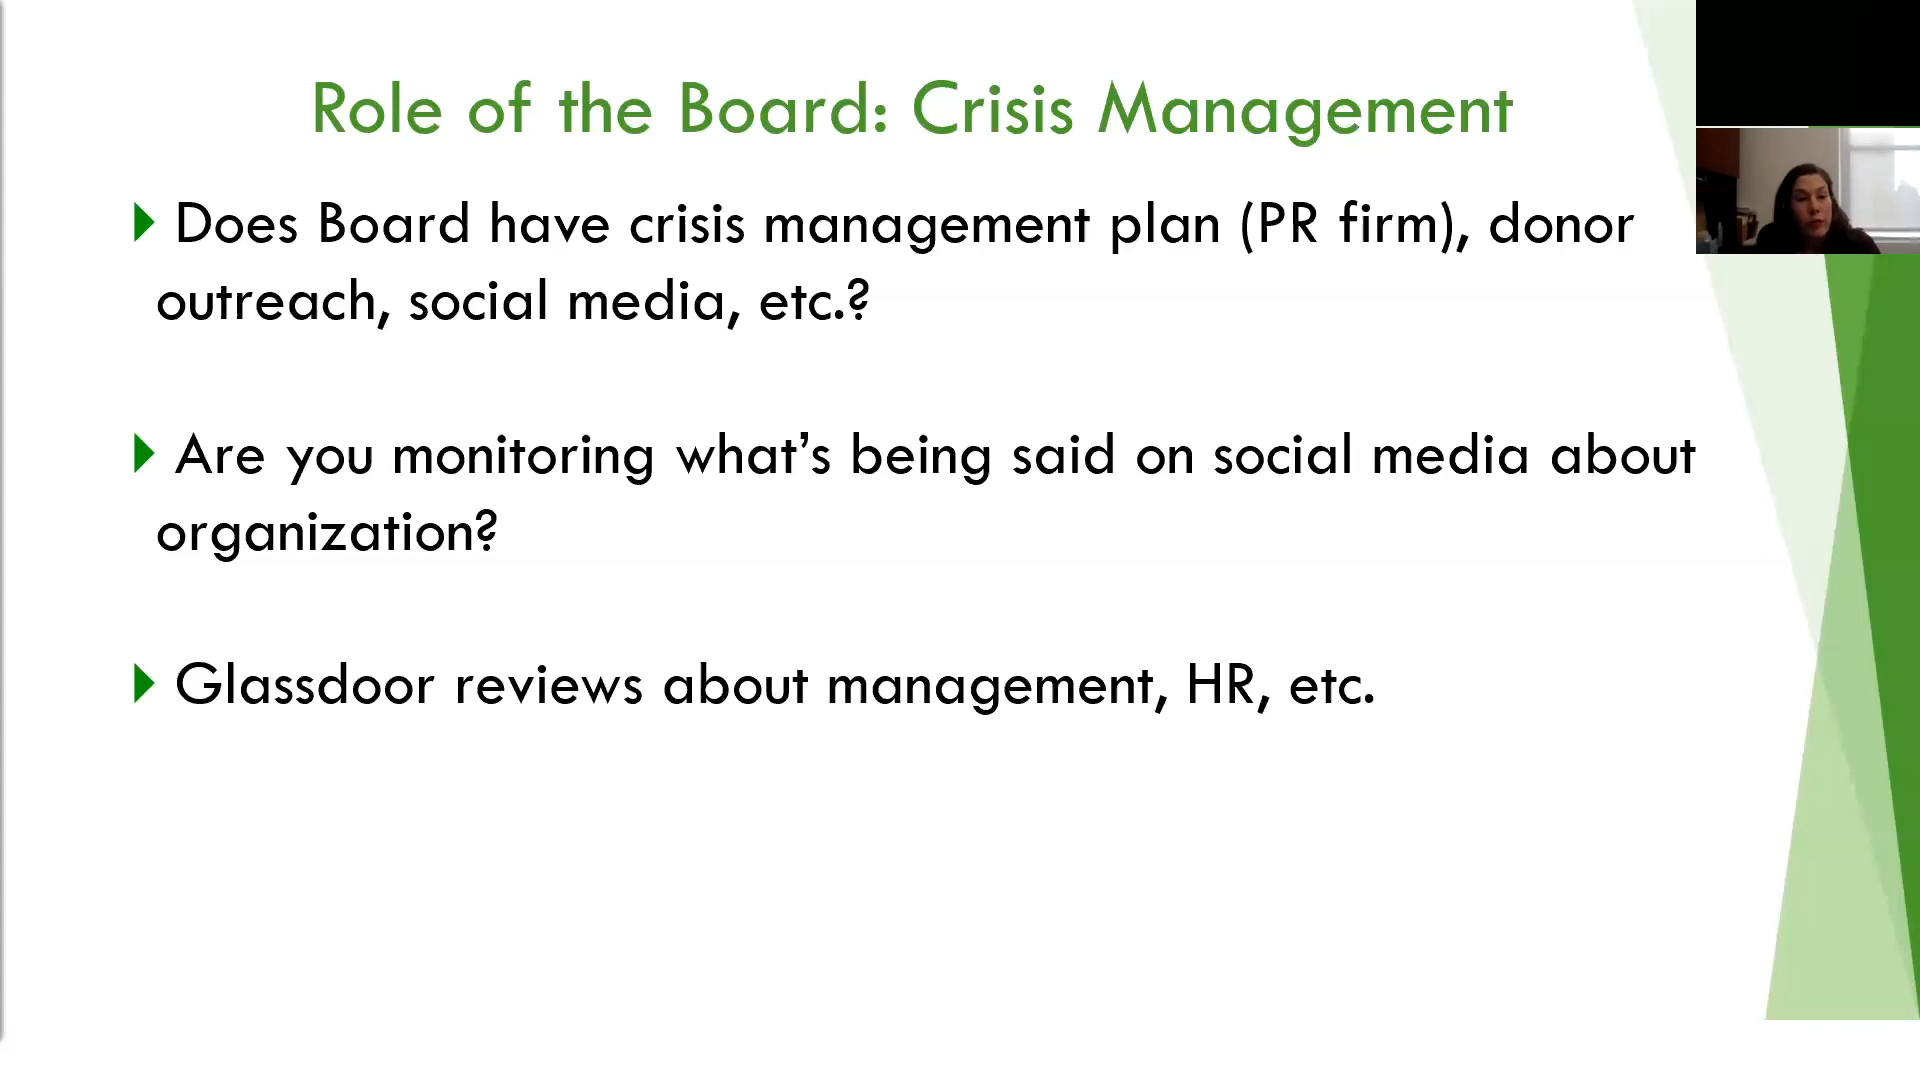 Role of the Board: Crisis Management
Does Board have crisis management plan (PR firm), donor
outreach, social media, etc.?
Are you monitoring what’s being said on social media about
organization?
Glassdoor reviews about management, HR, etc.